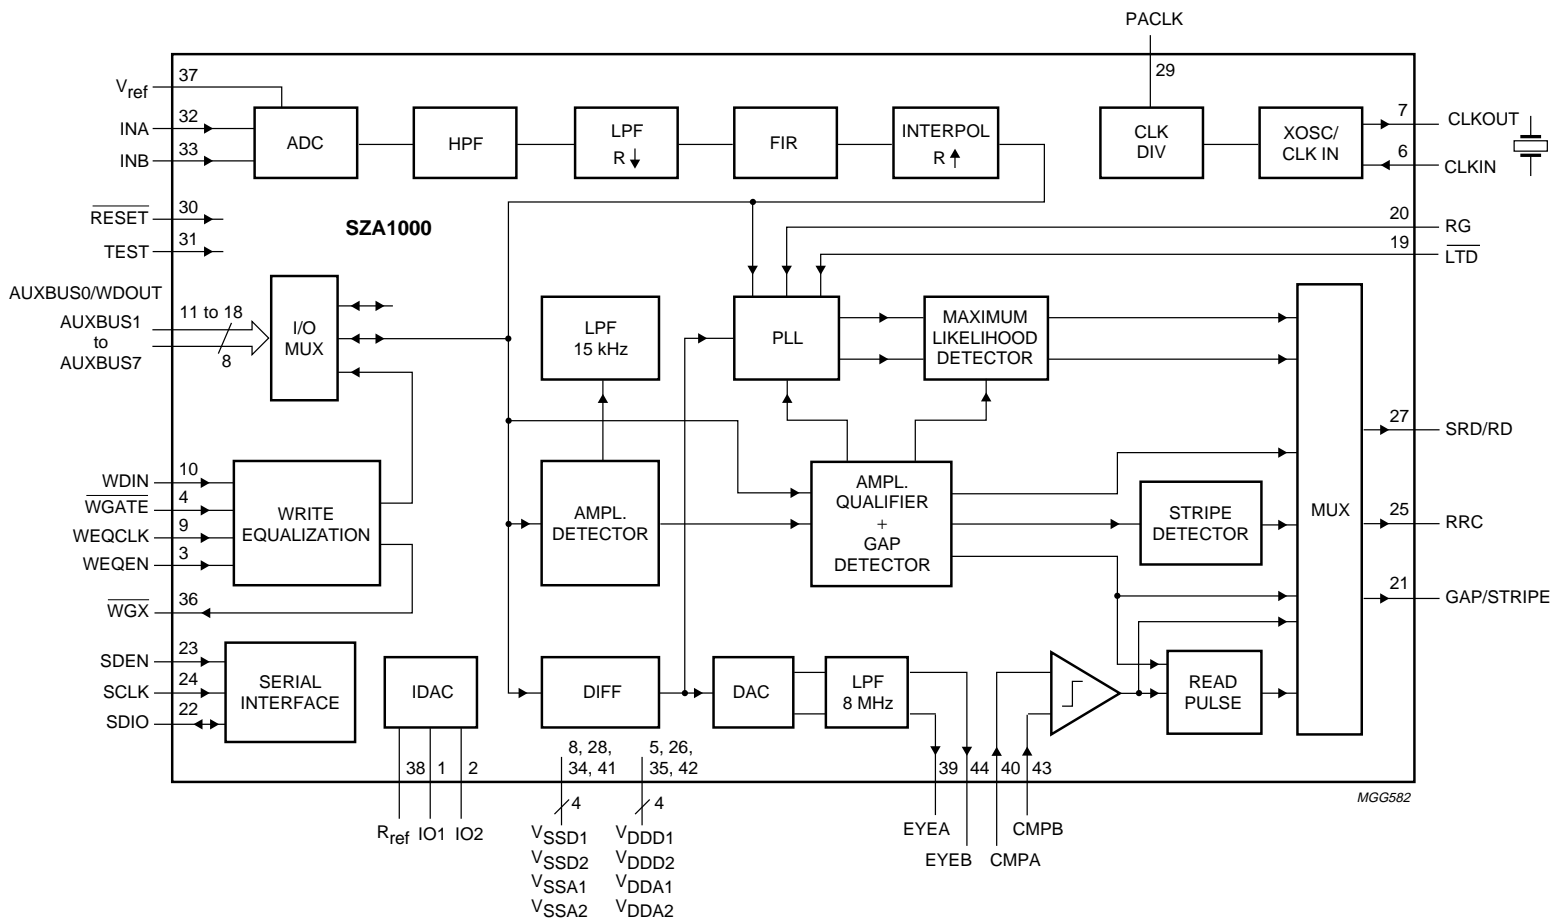 PACLK
29
37
Vref
32
INA
33
INB
ADC
HPF
LPF
R
FIR
INTERPOL
R
CLK
DIV
XOSC/
CLK IN
7
CLKOUT
6
CLKIN
30
RESET
31
TEST
SZA1000
20
RG
19
LTD
AUXBUS0/WDOUT
AUXBUS1
to
AUXBUS7
11 to 18
8
I/O
MUX
LPF
15 kHz
PLL
MAXIMUM
LIKELIHOOD
DETECTOR
MUX
27
SRD/RD
25
RRC
21
GAP/STRIPE
10
WDIN
4
WGATE
9
WEQCLK
3
WEQEN
36
WGX
WRITE
EQUALIZATION
AMPL.
DETECTOR
AMPL.
QUALIFIER
+
GAP
DETECTOR
STRIPE
DETECTOR
23
SDEN
24
SCLK
22
SDIO
SERIAL
INTERFACE
IDAC
DIFF
DAC
LPF
8 MHz
READ
PULSE
38
1
2
Rref
IO1
IO2
8, 28,
34, 41
4
VSSD1
VSSD2
VSSA1
VSSA2
5, 26,
35, 42
4
VDDD1
VDDD2
VDDA1
VDDA2
39
44
40
43
EYEA
EYEB
CMPA
CMPB
MGG582